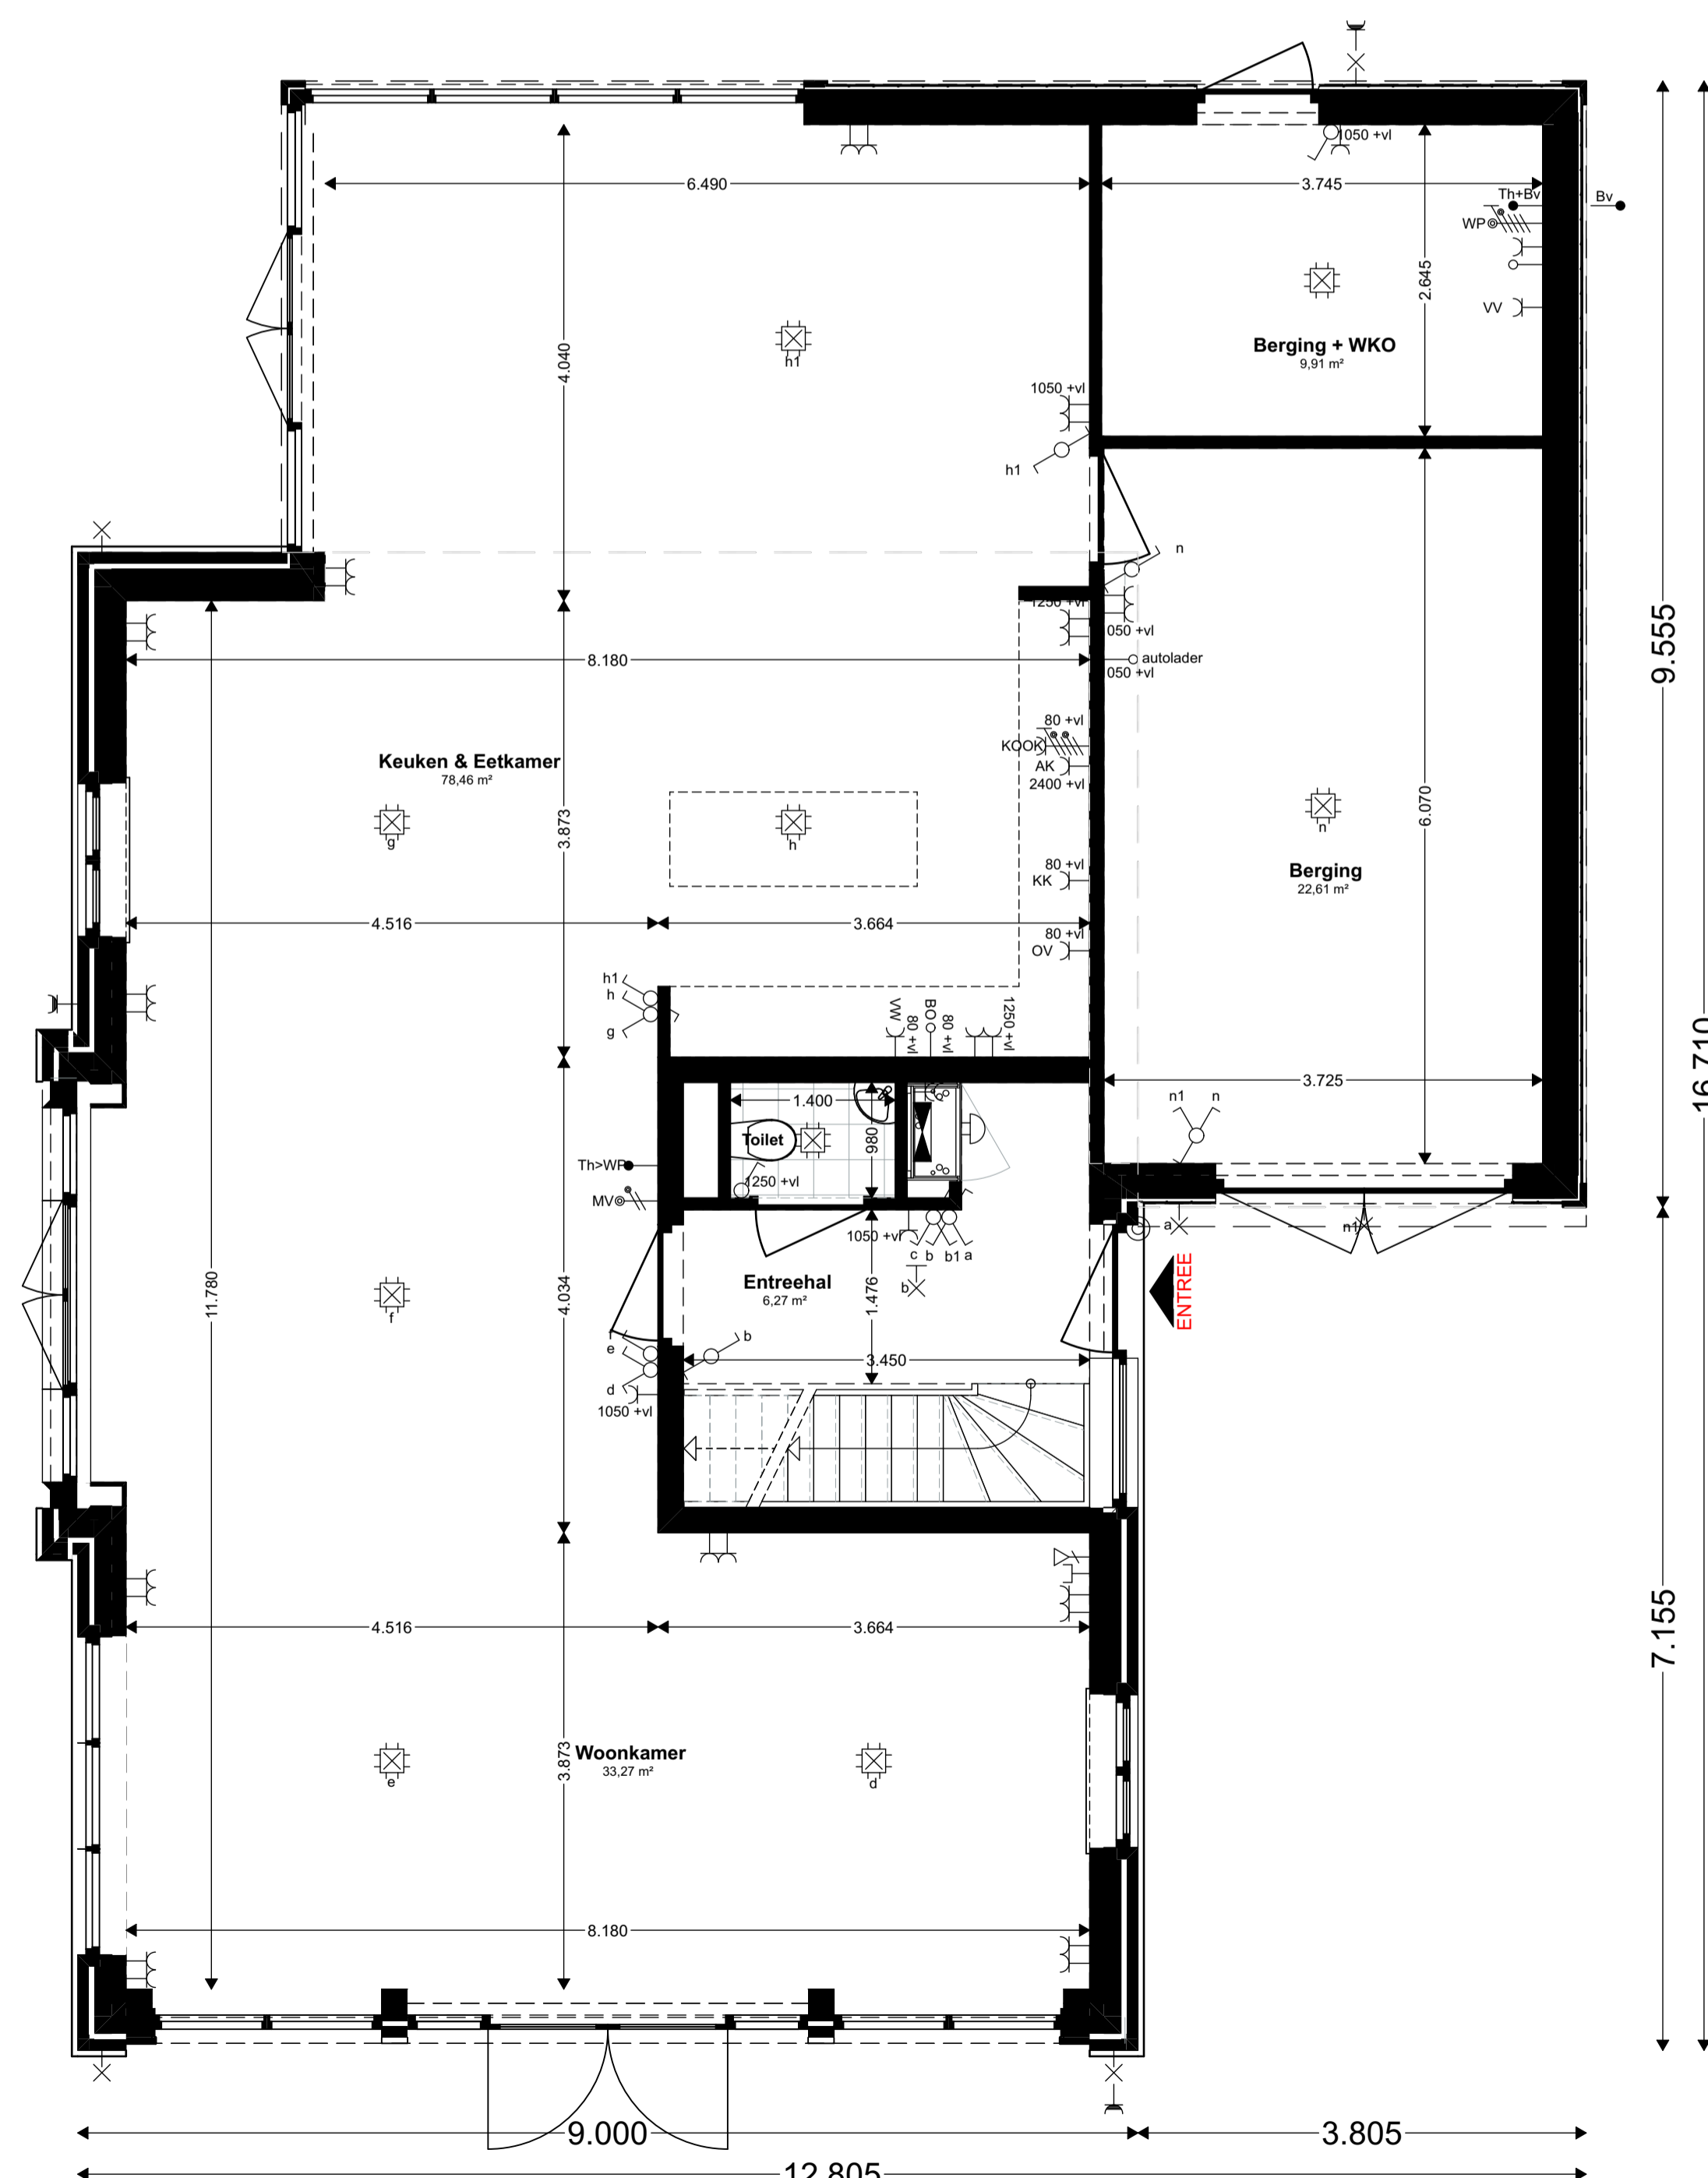 1050 +vl
6.490
3.745
Th+Bv
Bv
WP
2.645
VV
Berging + WKO
9,91 m²
h1
4.040
1050 +vl
h1
n
1250 +vl
050 +vl
8.180
autolader
050 +vl
80 +vl
KOOK
AK
2400 +vl
Keuken & Eetkamer
78,46 m²
g
h
3.873
6.070
n
80 +vl
KK
Berging
22,61 m²
9.555
4.516
3.664
80 +vl
OV
h1
h
g
VW
80 +vl
BO
80 +vl
1250 +vl
16.710
3.725
1.400
n1
n
Toilet
980
Th>WP
1250 +vl
MV
1050 +vl
c
b
b1
a
a
n1
b
ENTREE
Entreehal
6,27 m²
1.476
11.780
4.034
f
b
e
3.450
d
1050 +vl
4.516
3.664
7.155
3.873
Woonkamer
33,27 m²
e
d
8.180
9.000
3.805
12.805